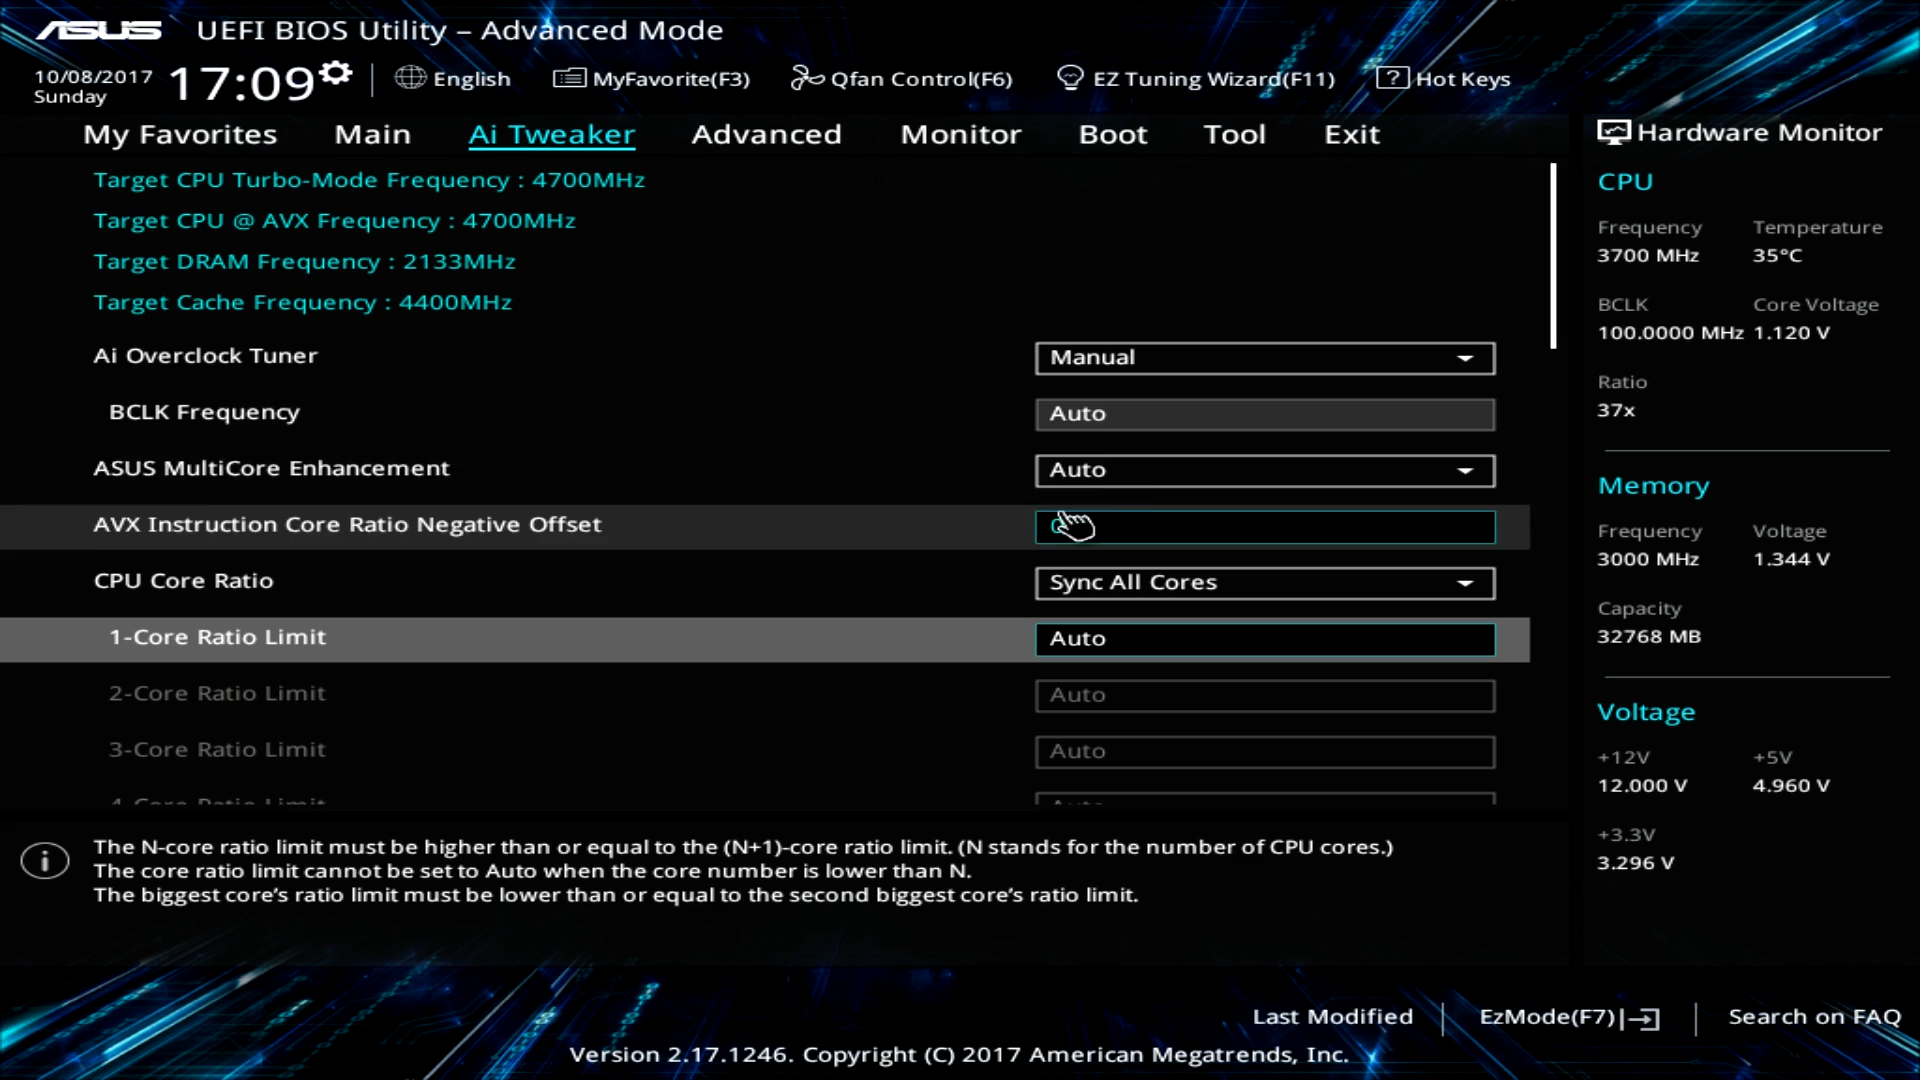 ASUS UEFI BIOS Utility – Advanced Mode
10/08/2017
Sunday
17:09
English
MyFavorite(F3)
Qfan Control(F6)
EZ Tuning Wizard(F11)
? Hot Keys
My Favorites
Main
Ai Tweaker
Advanced
Monitor
Boot
Tool
Exit
Target CPU Turbo-Mode Frequency : 4700MHz
Target CPU @ AVX Frequency : 4700MHz
Target DRAM Frequency : 2133MHz
Target Cache Frequency : 4400MHz
Ai Overclock Tuner Manual
BCLK Frequency Auto
ASUS MultiCore Enhancement Auto
AVX Instruction Core Ratio Negative Offset
CPU Core Ratio Sync All Cores
1-Core Ratio Limit Auto
2-Core Ratio Limit Auto
3-Core Ratio Limit Auto
4-Core Ratio Limit Auto
The N-core ratio limit must be higher than or equal to the (N+1)-core ratio limit. (N stands for the number of CPU cores.)
The core ratio limit cannot be set to Auto when the core number is lower than N.
The biggest core's ratio limit must be lower than or equal to the second biggest core's ratio limit.
Hardware Monitor
CPU
Frequency Temperature
3700 MHz 35°C
BCLK Core Voltage
100.0000 MHz 1.120 V
Ratio
37x
Memory
Frequency Voltage
3000 MHz 1.344 V
Capacity
32768 MB
Voltage
+12V +5V
12.000 V 4.960 V
+3.3V
3.296 V
Last Modified
EzMode(F7)
Search on FAQ
Version 2.17.1246. Copyright (C) 2017 American Megatrends, Inc.